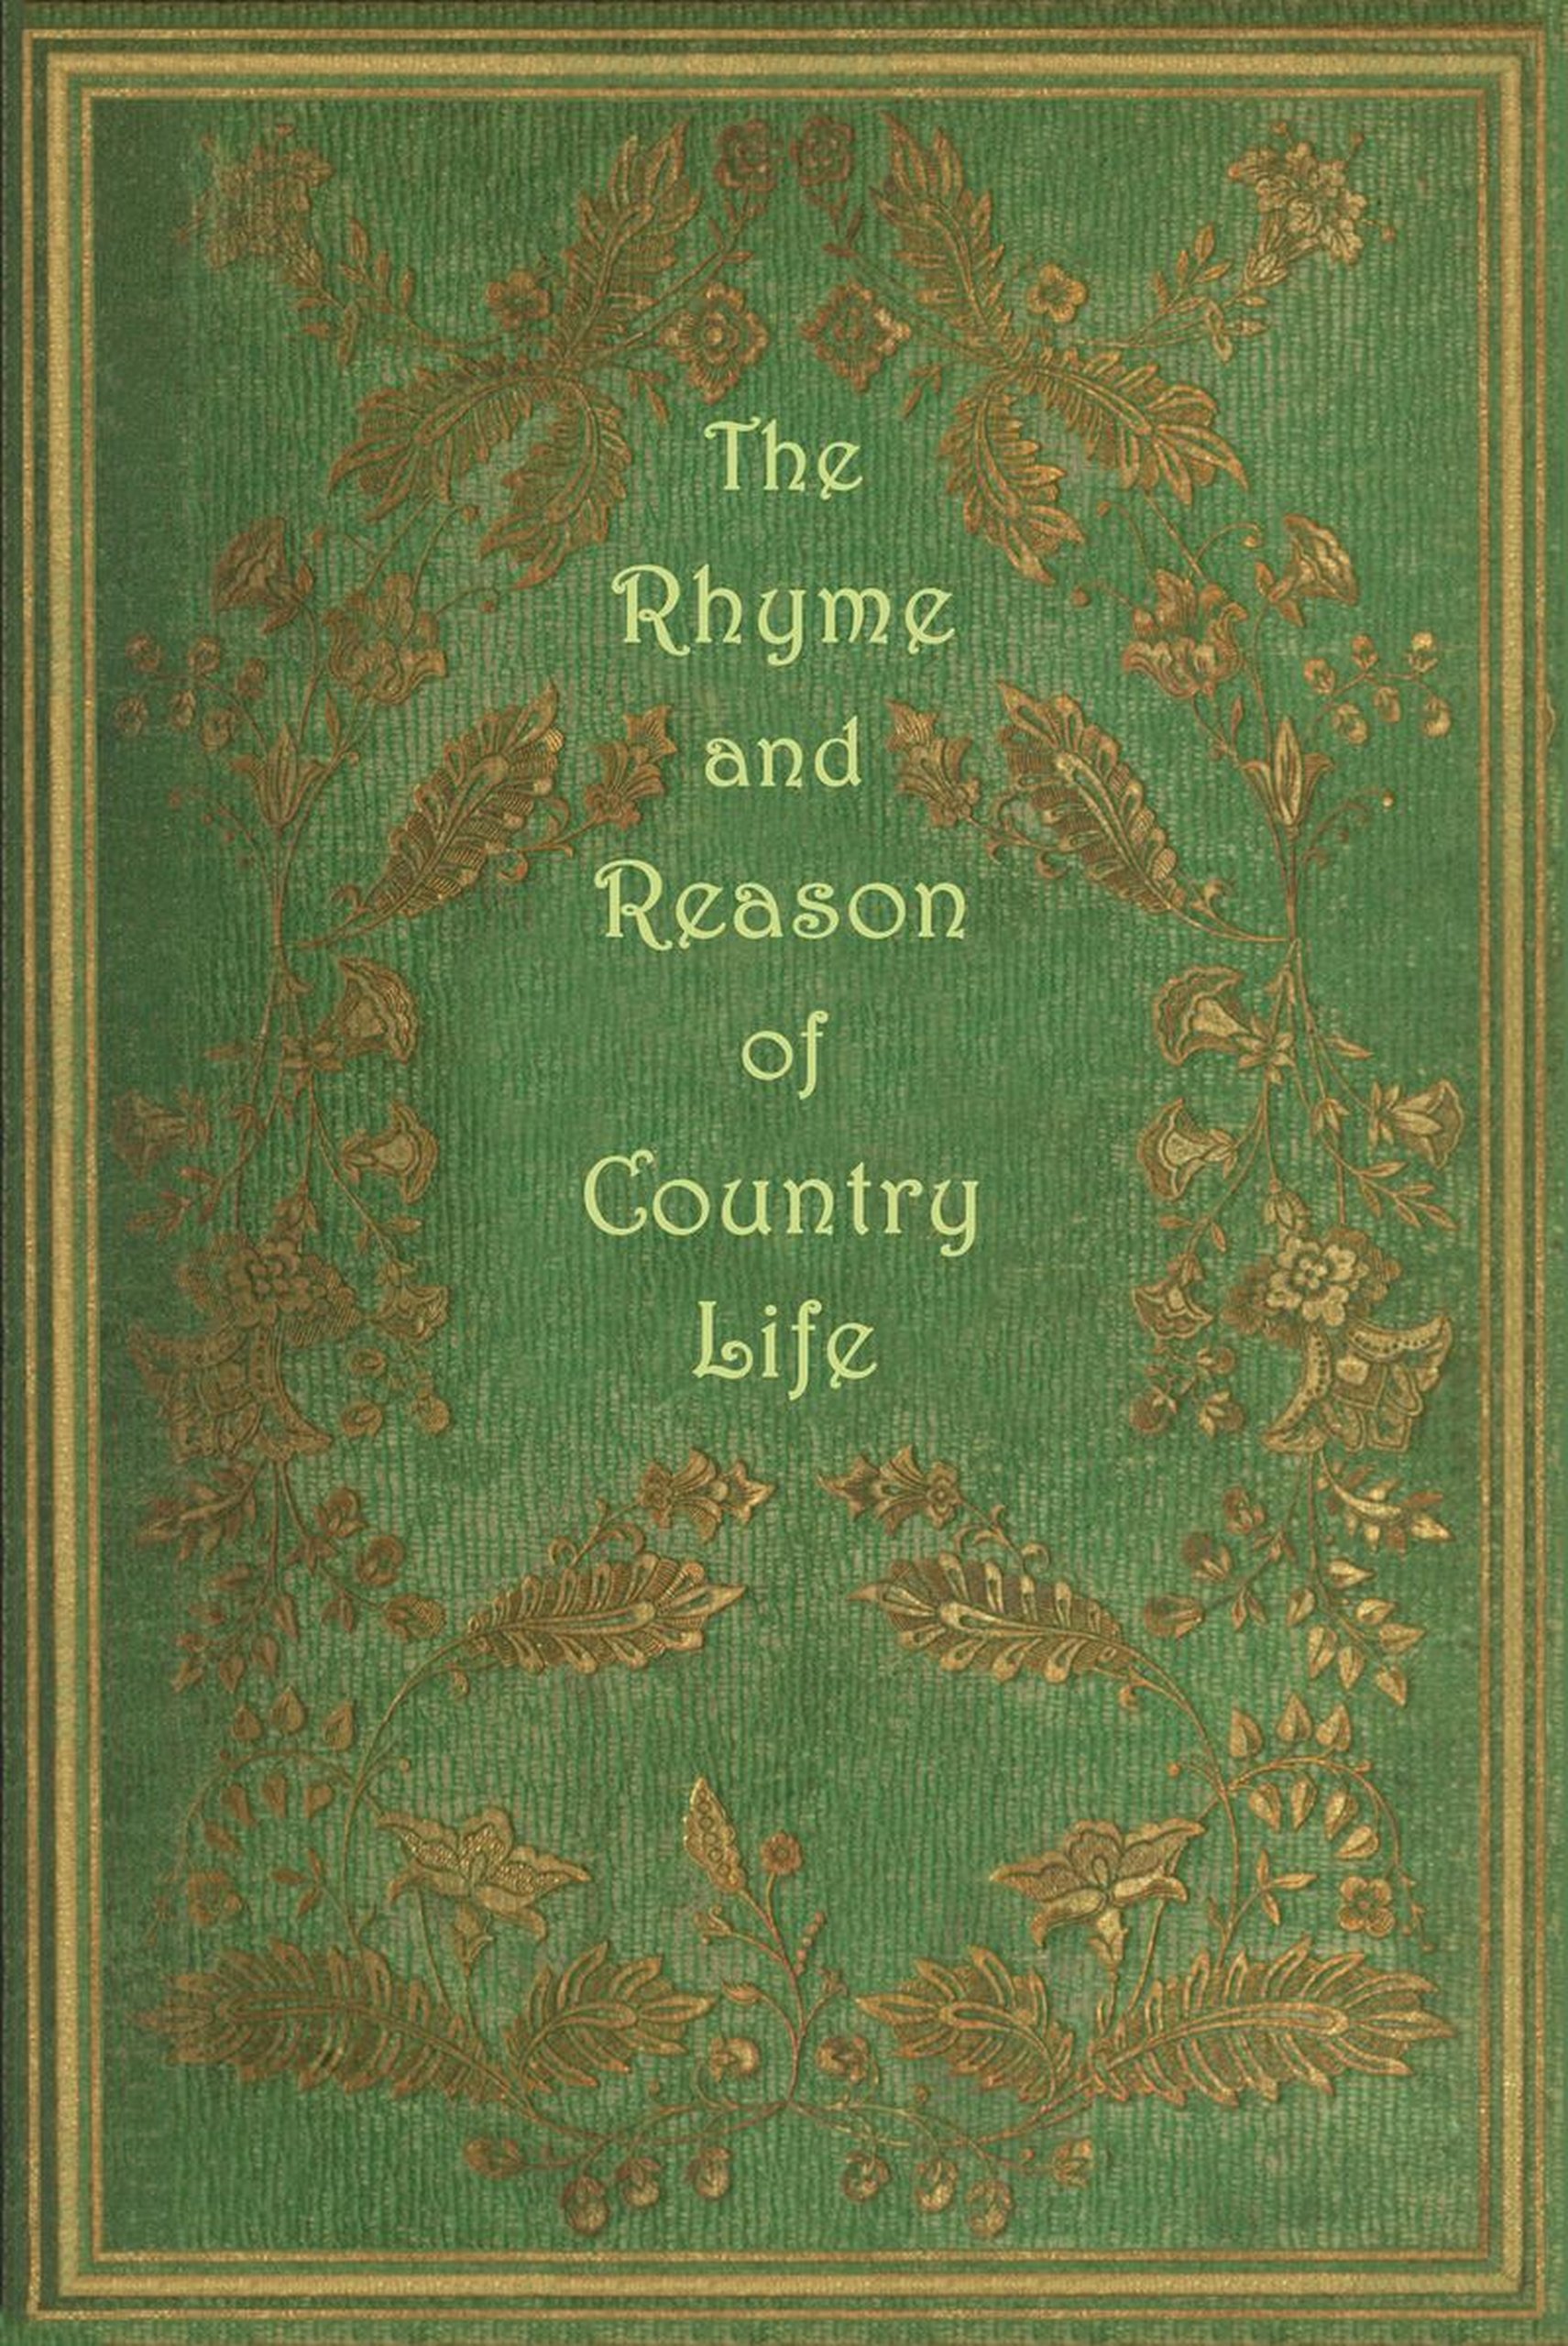 The
Rhyme
and
Reason
of
Country
Life